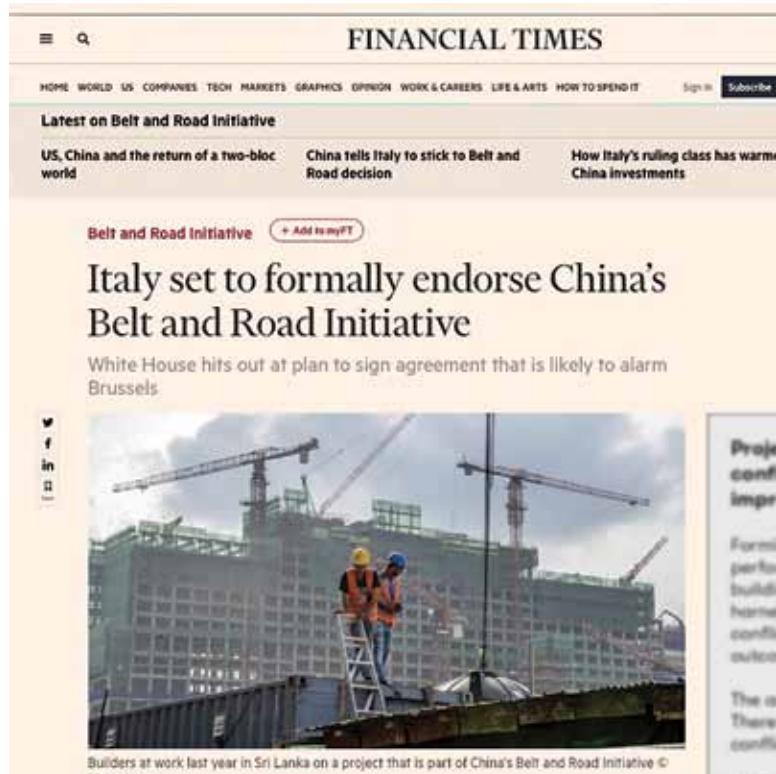 FINANCIAL TIMES
HOME WORLD US COMPANIES TECH MARKETS GRAPHICS OPINION WORK & CAREERS LIFE & ARTS HOW TO SPEND IT Sign In Subscribe
Latest on Belt and Road Initiative
US, China and the return of a two-bloc
world
China tells Italy to stick to Belt and
Road decision
How Italy's ruling class has warme
China investments
Belt and Road Initiative + Add to myFT
Italy set to formally endorse China's
Belt and Road Initiative
White House hits out at plan to sign agreement that is likely to alarm
Brussels
Builders at work last year in Sri Lanka on a project that is part of China's Belt and Road Initiative ©